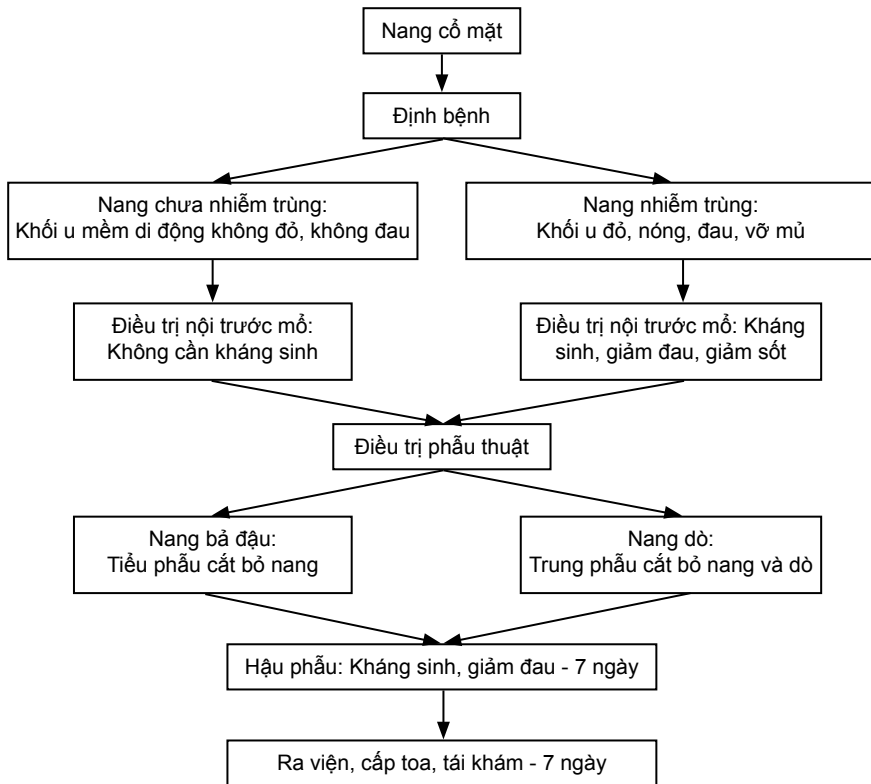 Nang cổ mặt
Định bệnh
Nang chưa nhiễm trùng:
Khối u mềm di động không đỏ, không đau
Nang nhiễm trùng:
Khối u đỏ, nóng, đau, vỡ mủ
Điều trị nội trước mổ:
Không cần kháng sinh
Điều trị nội trước mổ: Kháng
sinh, giảm đau, giảm sốt
Điều trị phẫu thuật
Nang bả đậu:
Tiểu phẫu cắt bỏ nang
Nang dò:
Trung phẫu cắt bỏ nang và dò
Hậu phẫu: Kháng sinh, giảm đau - 7 ngày
Ra viện, cấp toa, tái khám - 7 ngày